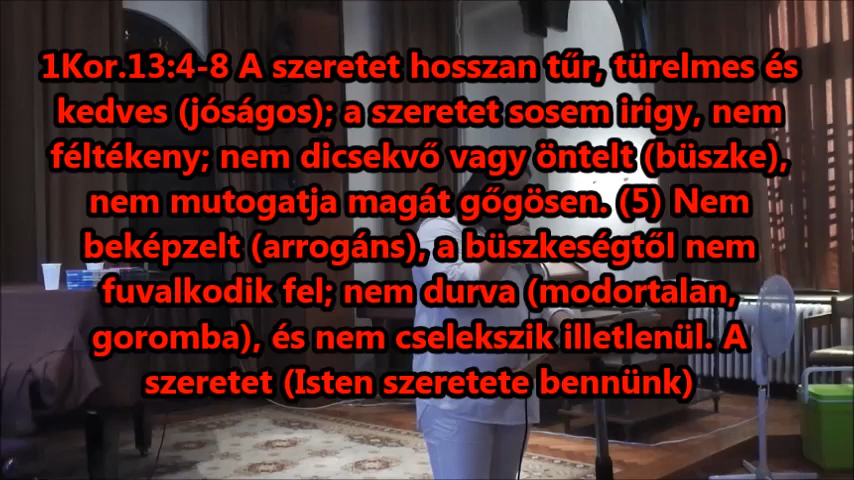 1Kor.13:4-8 A szeretet hosszan tűr, türelmes és
kedves (jóságos); a szeretet sosem irigy, nem
féltékeny; nem dicsekvő vagy öntelt (büszke),
nem mutogatja magát gőgösen. (5) Nem
beképzelt (arrogáns), a büszkeségtől nem
fuvalkodik fel; nem durva (modortalan,
goromba), és nem cselekszik illetlenül. A
szeretet (Isten szeretete bennünk)